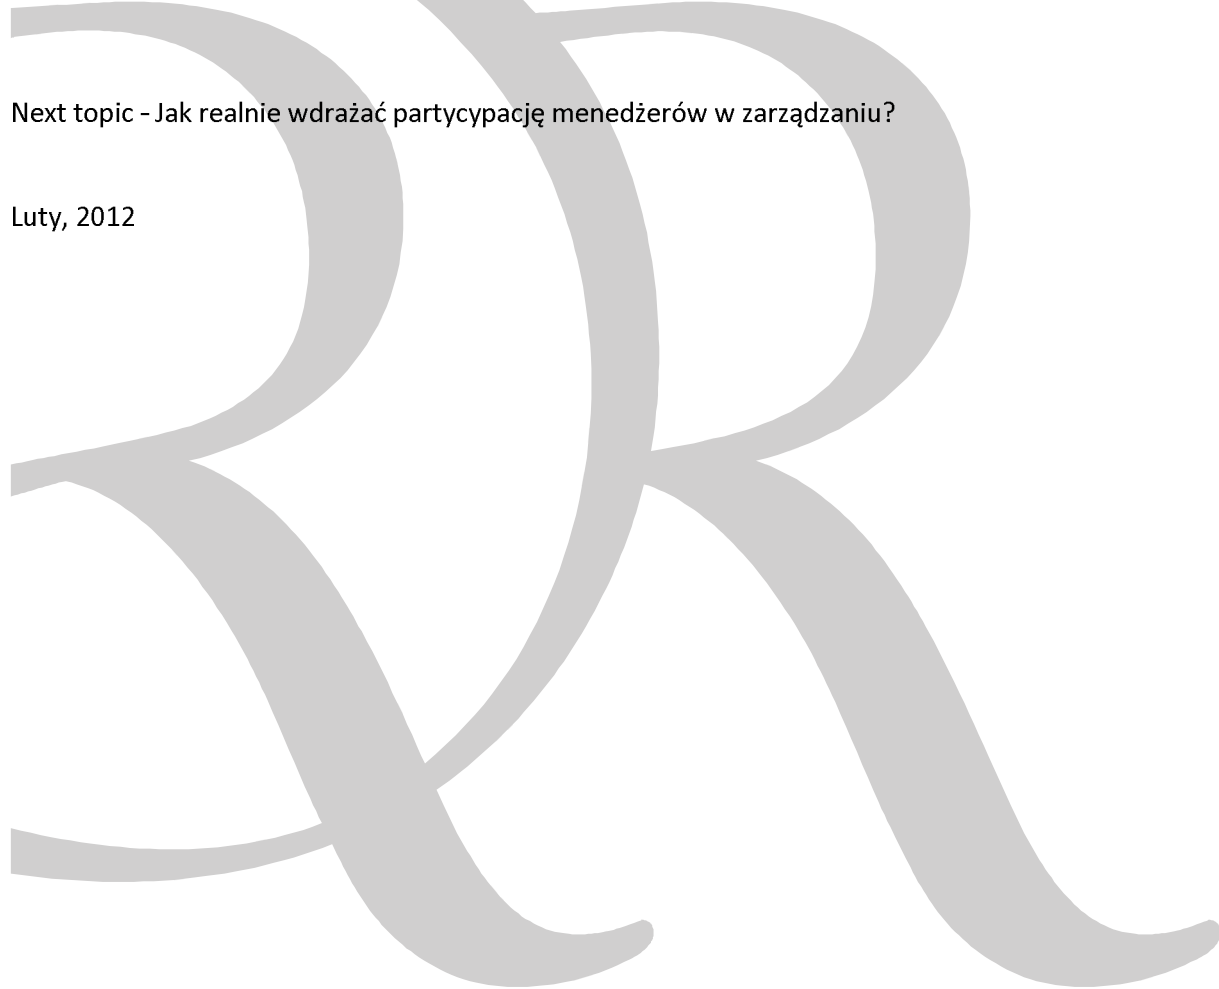 Next topic - Jak realnie wdrażać partycypację menedżerów w zarządzaniu?
Luty, 2012